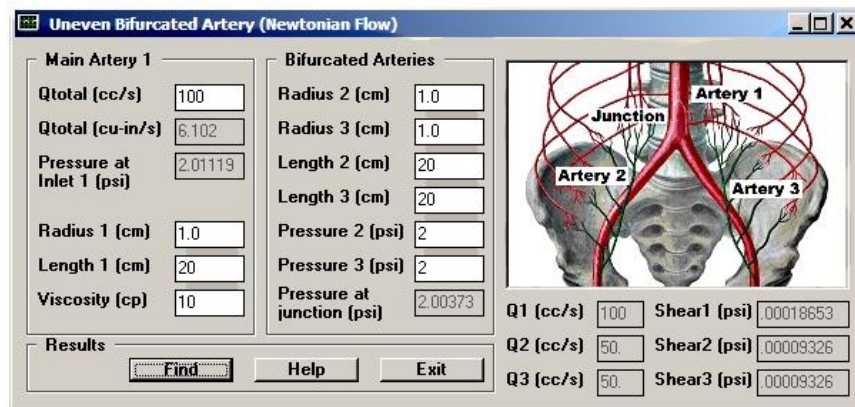 Uneven Bifurcated Artery (Newtonian Flow)
Main Artery 1
Qtotal (cc/s) 100
Qtotal (cu-in/s) 6.102
Pressure at
Inlet 1 (psi) 2.01119
Radius 1 (cm) 1.0
Length 1 (cm) 20
Viscosity (cp) 10
Bifurcated Arteries
Radius 2 (cm) 1.0
Radius 3 (cm) 1.0
Length 2 (cm) 20
Length 3 (cm) 20
Pressure 2 (psi) 2
Pressure 3 (psi) 2
Pressure at
junction (psi) 2.00373
Artery 1
Junction
Artery 2
Artery 3
Q1 (cc/s) 100 Shear1 (psi) .00018653
Q2 (cc/s) 50. Shear2 (psi) .00009326
Q3 (cc/s) 50. Shear3 (psi) .00009326
Results
Find Help Exit